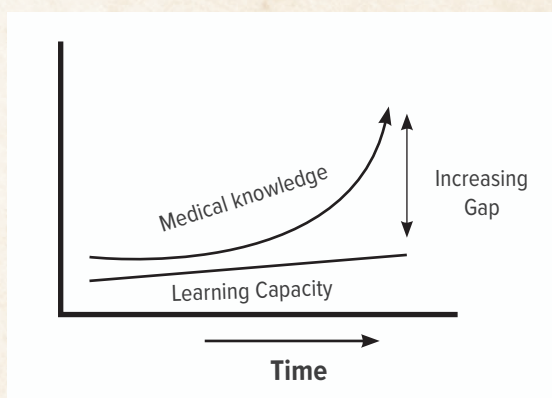 Medical knowledge
Increasing
Gap
Learning Capacity
Time